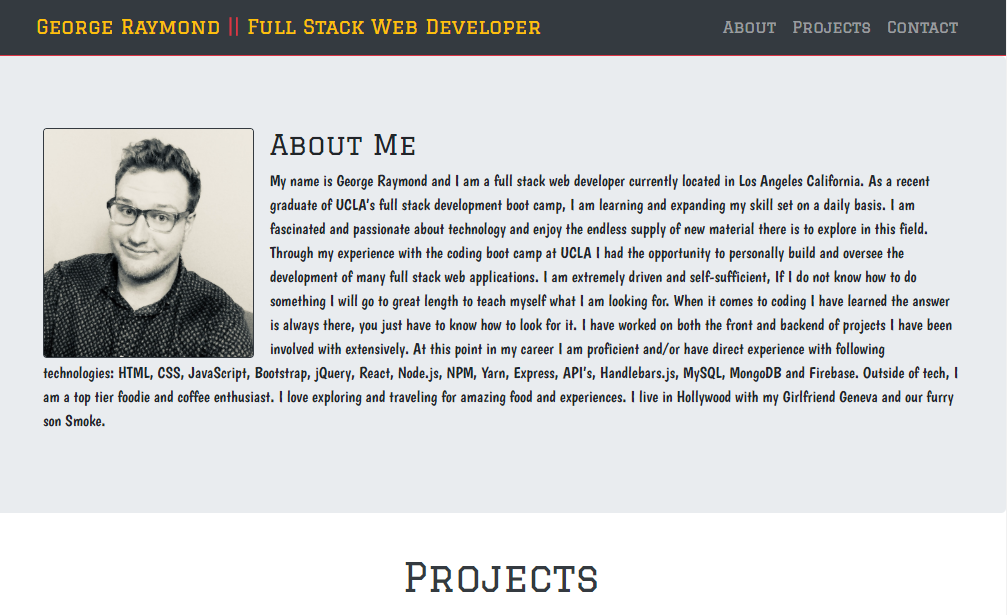 George Raymond || Full Stack Web Developer
About Projects Contact
About Me
My name is George Raymond and I am a full stack web developer currently located in Los Angeles California. As a recent
graduate of UCLA's full stack development boot camp, I am learning and expanding my skill set on a daily basis. I am
fascinated and passionate about technology and enjoy the endless supply of new material there is to explore in this field.
Through my experience with the coding boot camp at UCLA I had the opportunity to personally build and oversee the
development of many full stack web applications. I am extremely driven and self-sufficient, If I do not know how to do
something I will go to great length to teach myself what I am looking for. When it comes to coding I have learned the answer
is always there, you just have to know how to look for it. I have worked on both the front and backend of projects I have been
involved with extensively. At this point in my career I am proficient and/or have direct experience with following
technologies: HTML, CSS, JavaScript, Bootstrap, jQuery, React, Node.js, NPM, Yarn, Express, API's, Handlebars.js, MySQL, MongoDB and Firebase. Outside of tech, I
am a top tier foodie and coffee enthusiast. I love exploring and traveling for amazing food and experiences. I live in Hollywood with my Girlfriend Geneva and our furry
son Smoke.
Projects